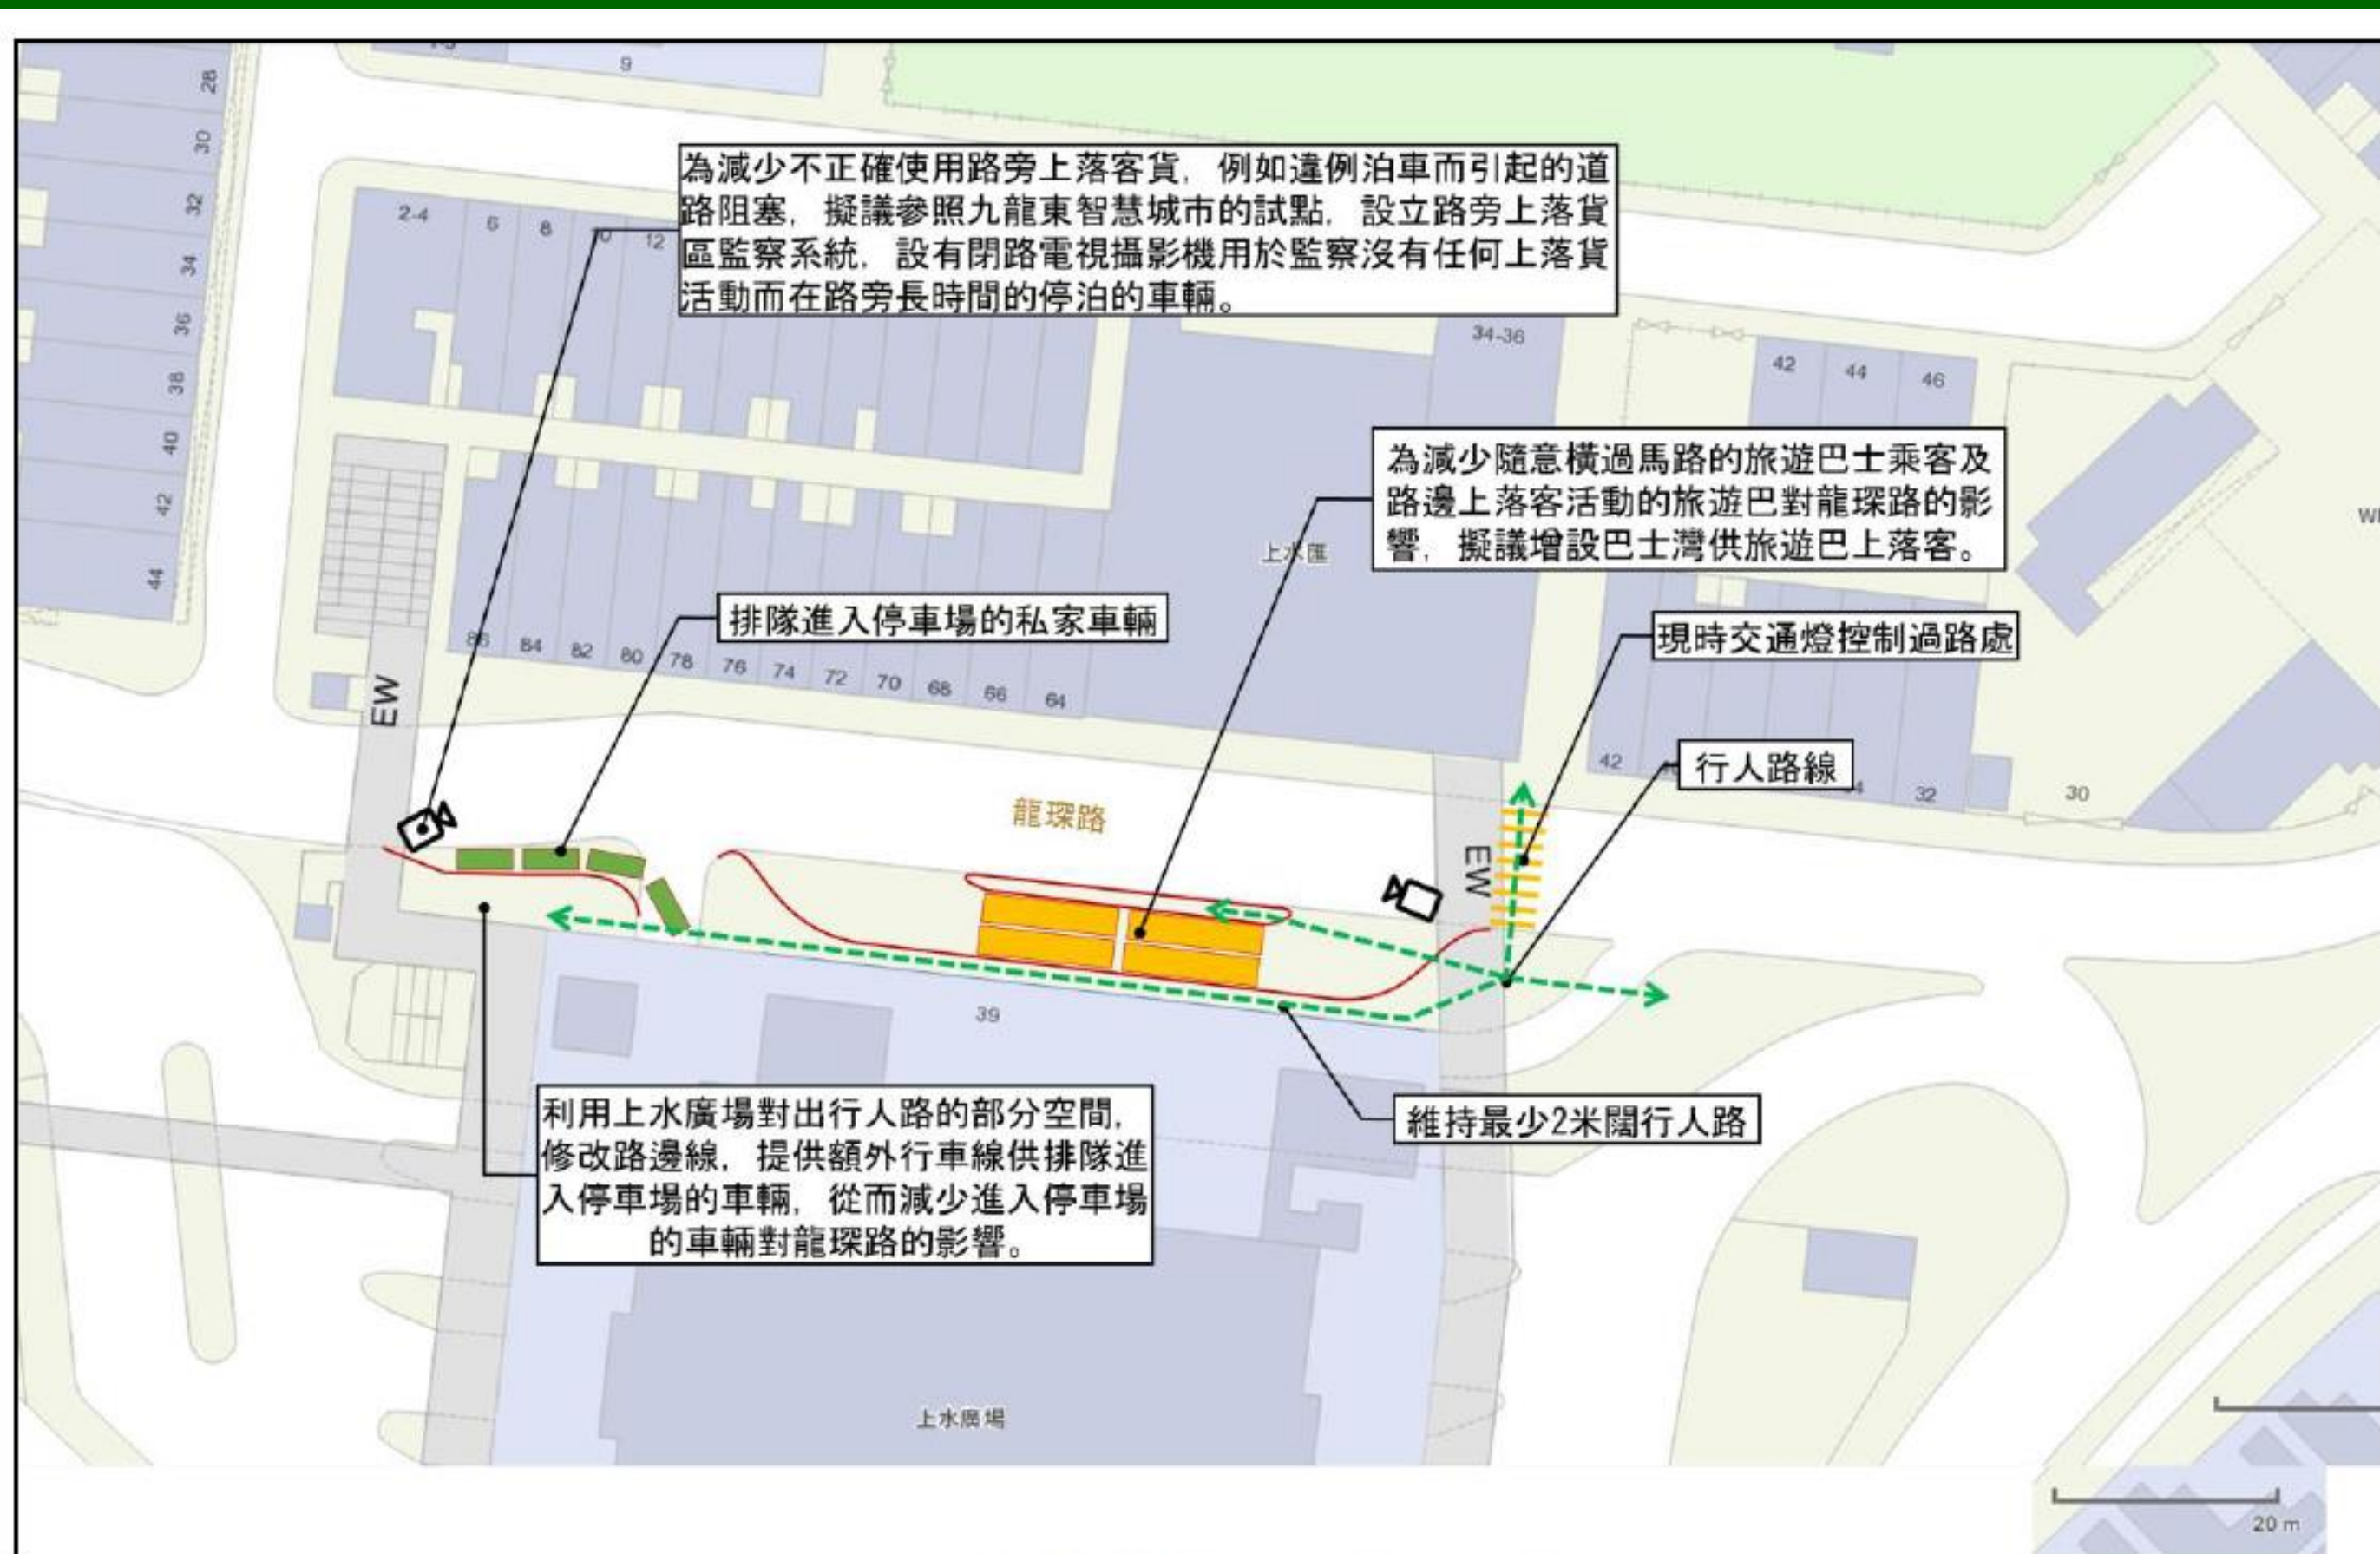 9
28
30
32
34
36
38
40
42
44
2-4
6
8
10
12
為減少不正確使用路旁上落客貨，例如違例泊車而引起的道
路阻塞，擬議參照九龍東智慧城市的試點，設立路旁上落貨
區監察系統，設有閉路電視攝影機用於監察沒有任何上落貨
活動而在路旁長時間的停泊的車輛。
34-36
42
44
46
為減少隨意橫過馬路的旅遊巴士乘客及
路邊上落客活動的旅遊巴對龍琛路的影
響，擬議增設巴士灣供旅遊巴上落客。
上水匯
排隊進入停車場的私家車輛
現時交通燈控制過路處
86
84
82
80
78
76
74
72
70
68
66
64
EW
行人路線
42
32
30
龍琛路
EW
39
利用上水廣場對出行人路的部分空間，
修改路邊線，提供額外行車線供排隊進
入停車場的車輛，從而減少進入停車場
的車輛對龍琛路的影響。
維持最少2米闊行人路
上水廣場
20 m